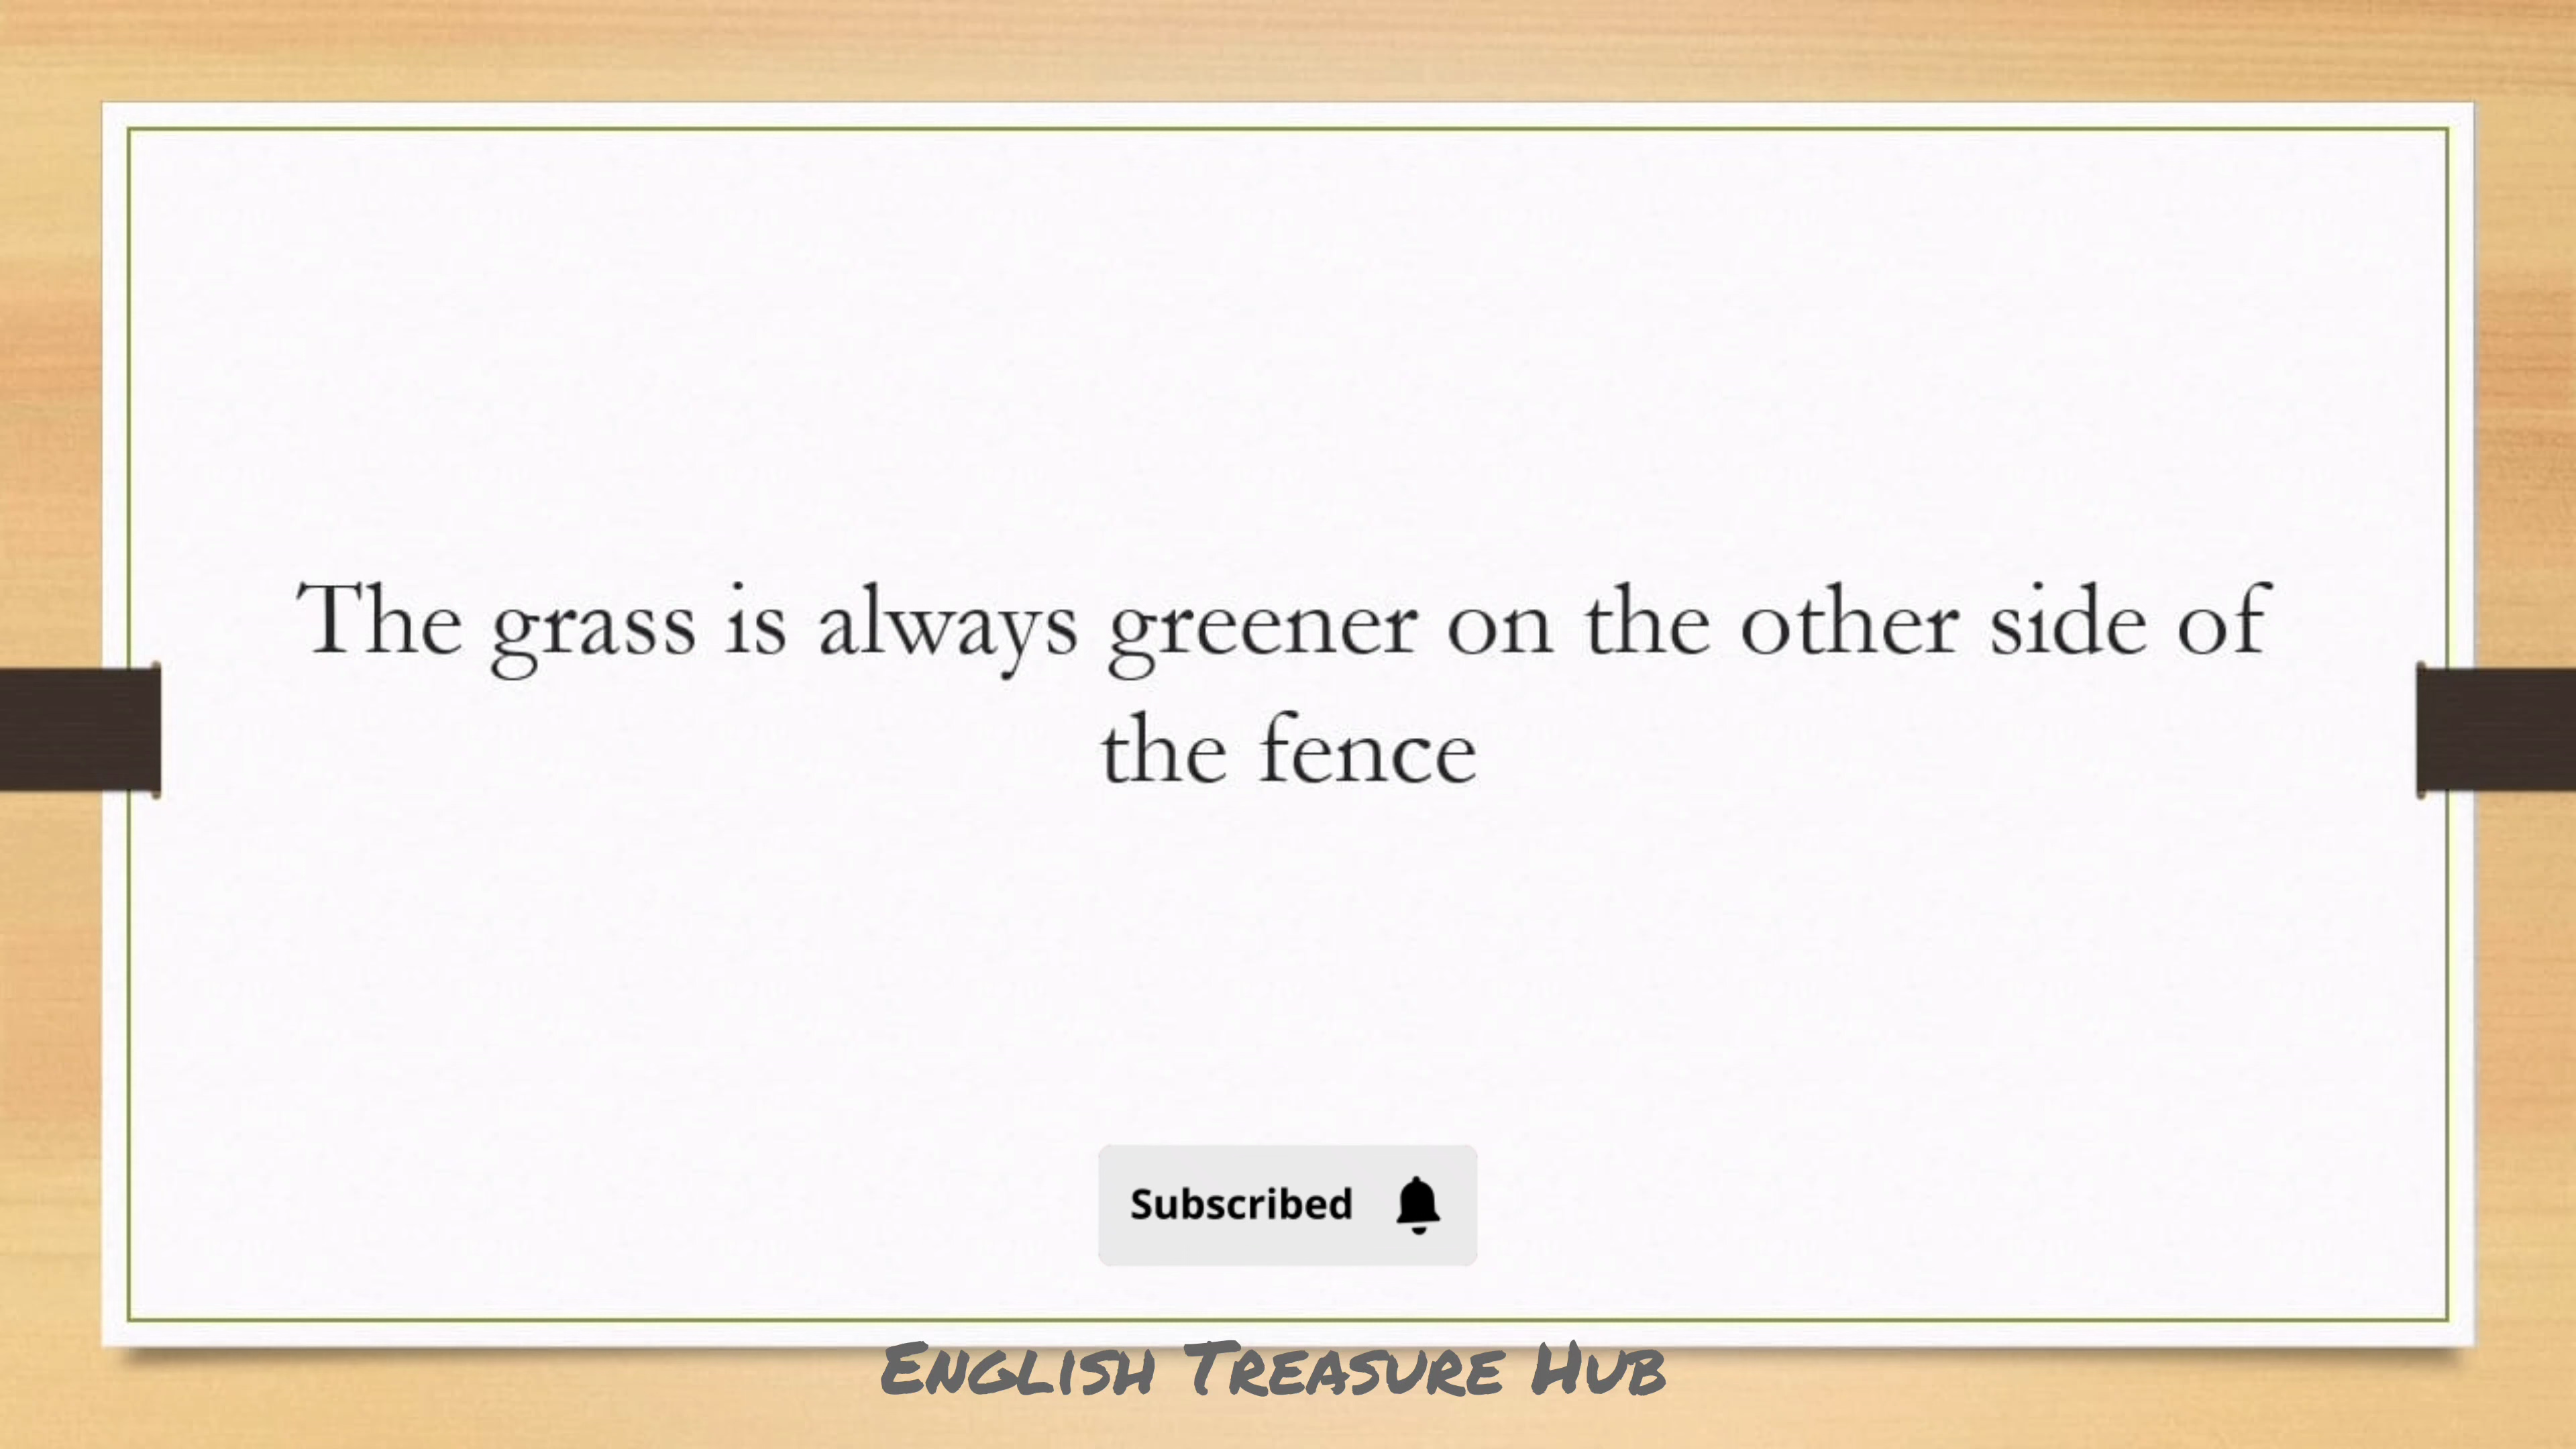 The grass is always greener on the other side of
the fence
Subscribed
English Treasure Hub